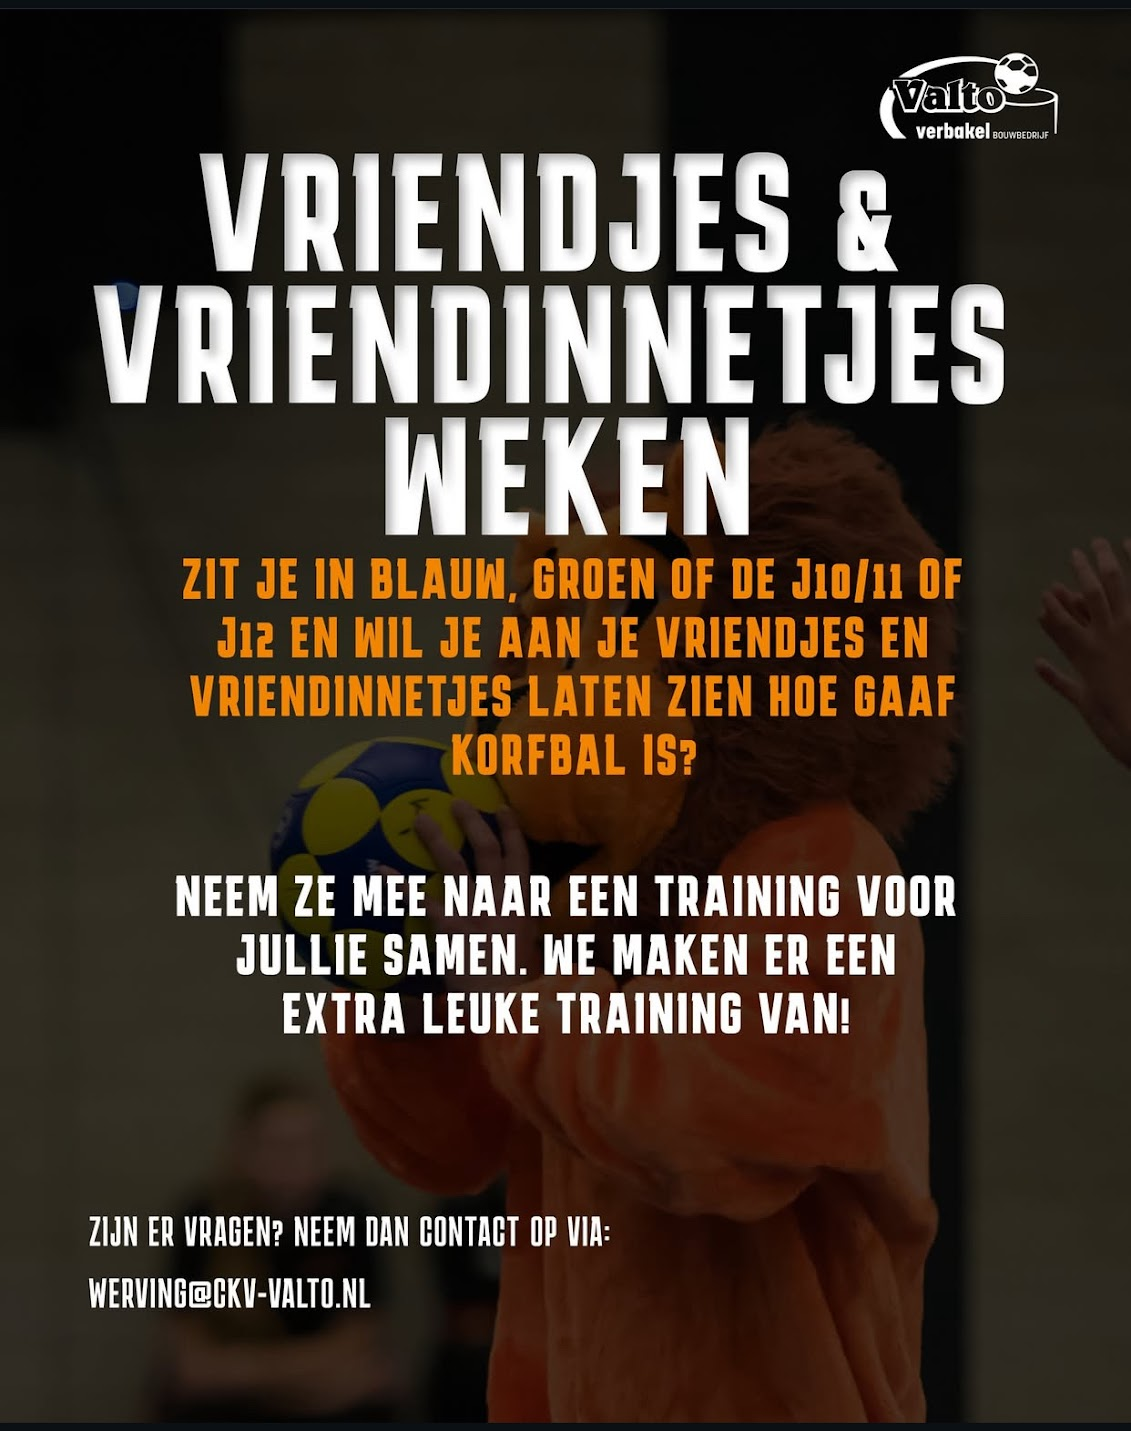 Valto
verbakel BOUWBEDRIJF
VRIENDJES &
VRIENDINNETJES
WEKEN
ZIT JE IN BLAUW, GROEN OF DE J10/11 OF
J12 EN WIL JE AAN JE VRIENDJES EN
VRIENDINNETJES LATEN ZIEN HOE GAAF
KORFBAL IS?
NEEM ZE MEE NAAR EEN TRAINING VOOR
JULLIE SAMEN. WE MAKEN ER EEN
EXTRA LEUKE TRAINING VAN!
ZIJN ER VRAGEN? NEEM DAN CONTACT OP VIA:
WERVING@CKV-VALTO.NL